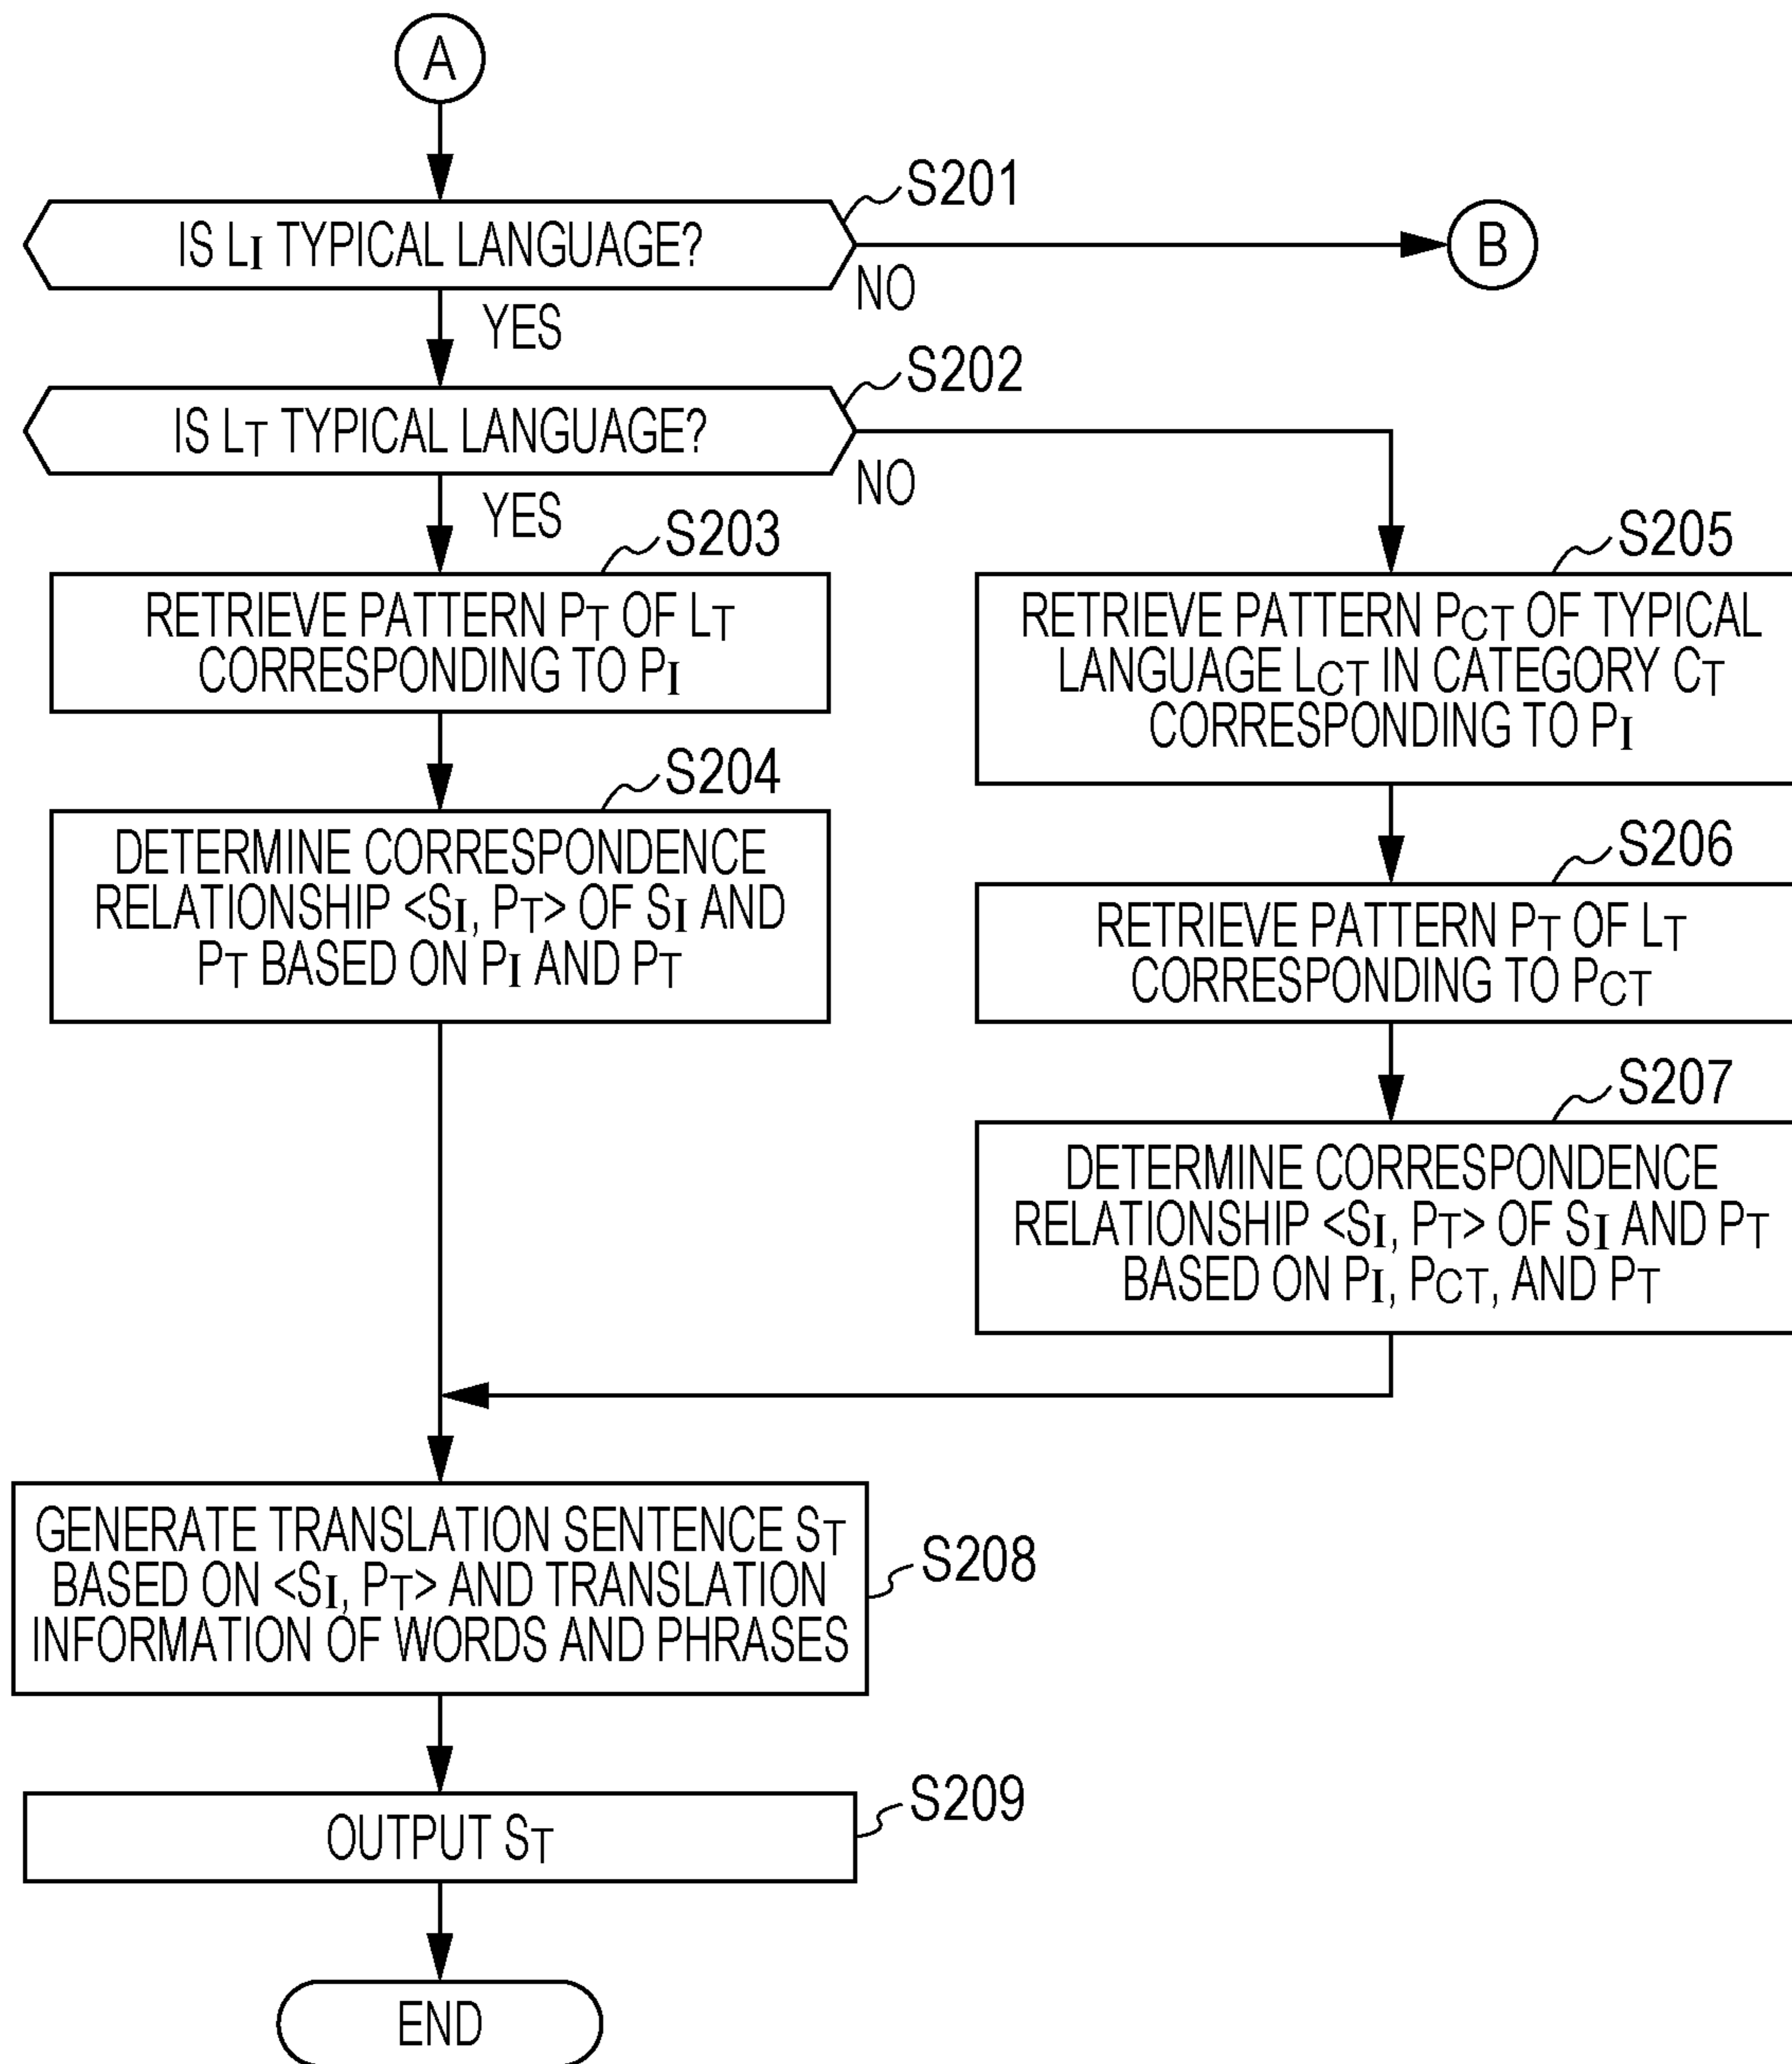 A
S201
IS LI TYPICAL LANGUAGE?
B
NO
YES
S202
IS LT TYPICAL LANGUAGE?
NO
YES
S203
RETRIEVE PATTERN PT OF LT
CORRESPONDING TO PI
S204
DETERMINE CORRESPONDENCE
RELATIONSHIP <SI, PT> OF SI AND
PT BASED ON PI AND PT
S205
RETRIEVE PATTERN PCT OF TYPICAL
LANGUAGE LCT IN CATEGORY CT
CORRESPONDING TO PI
S206
RETRIEVE PATTERN PT OF LT
CORRESPONDING TO PCT
S207
DETERMINE CORRESPONDENCE
RELATIONSHIP <SI, PT> OF SI AND PT
BASED ON PI, PCT, AND PT
GENERATE TRANSLATION SENTENCE ST
BASED ON <SI, PT> AND TRANSLATION
INFORMATION OF WORDS AND PHRASES
S208
S209
OUTPUT ST
END